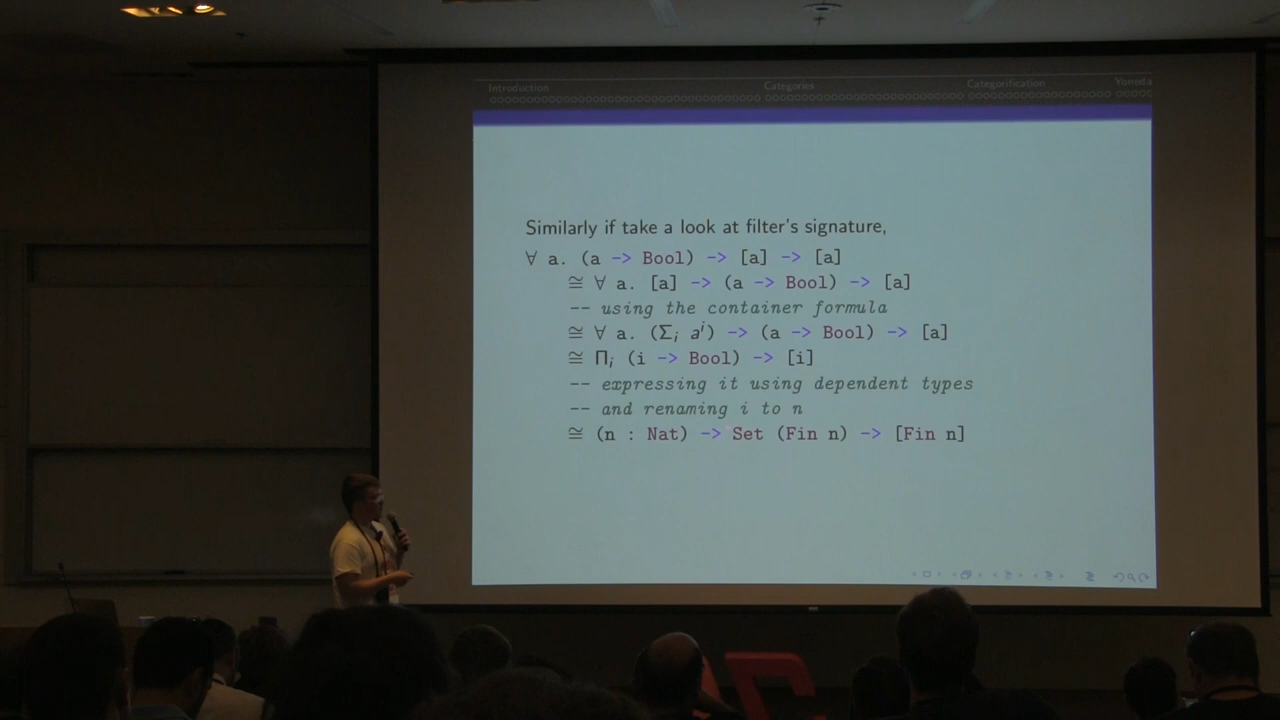 Introduction Categories Categorification Yoneda
Similarly if take a look at filter's signature,
∀ a. (a -> Bool) -> [a] -> [a]
≅ ∀ a. [a] -> (a -> Bool) -> [a]
-- using the container formula
≅ ∀ a. (Σᵢ aⁱ) -> (a -> Bool) -> [a]
≅ Πᵢ (i -> Bool) -> [i]
-- expressing it using dependent types
-- and renaming i to n
≅ (n : Nat) -> Set (Fin n) -> [Fin n]